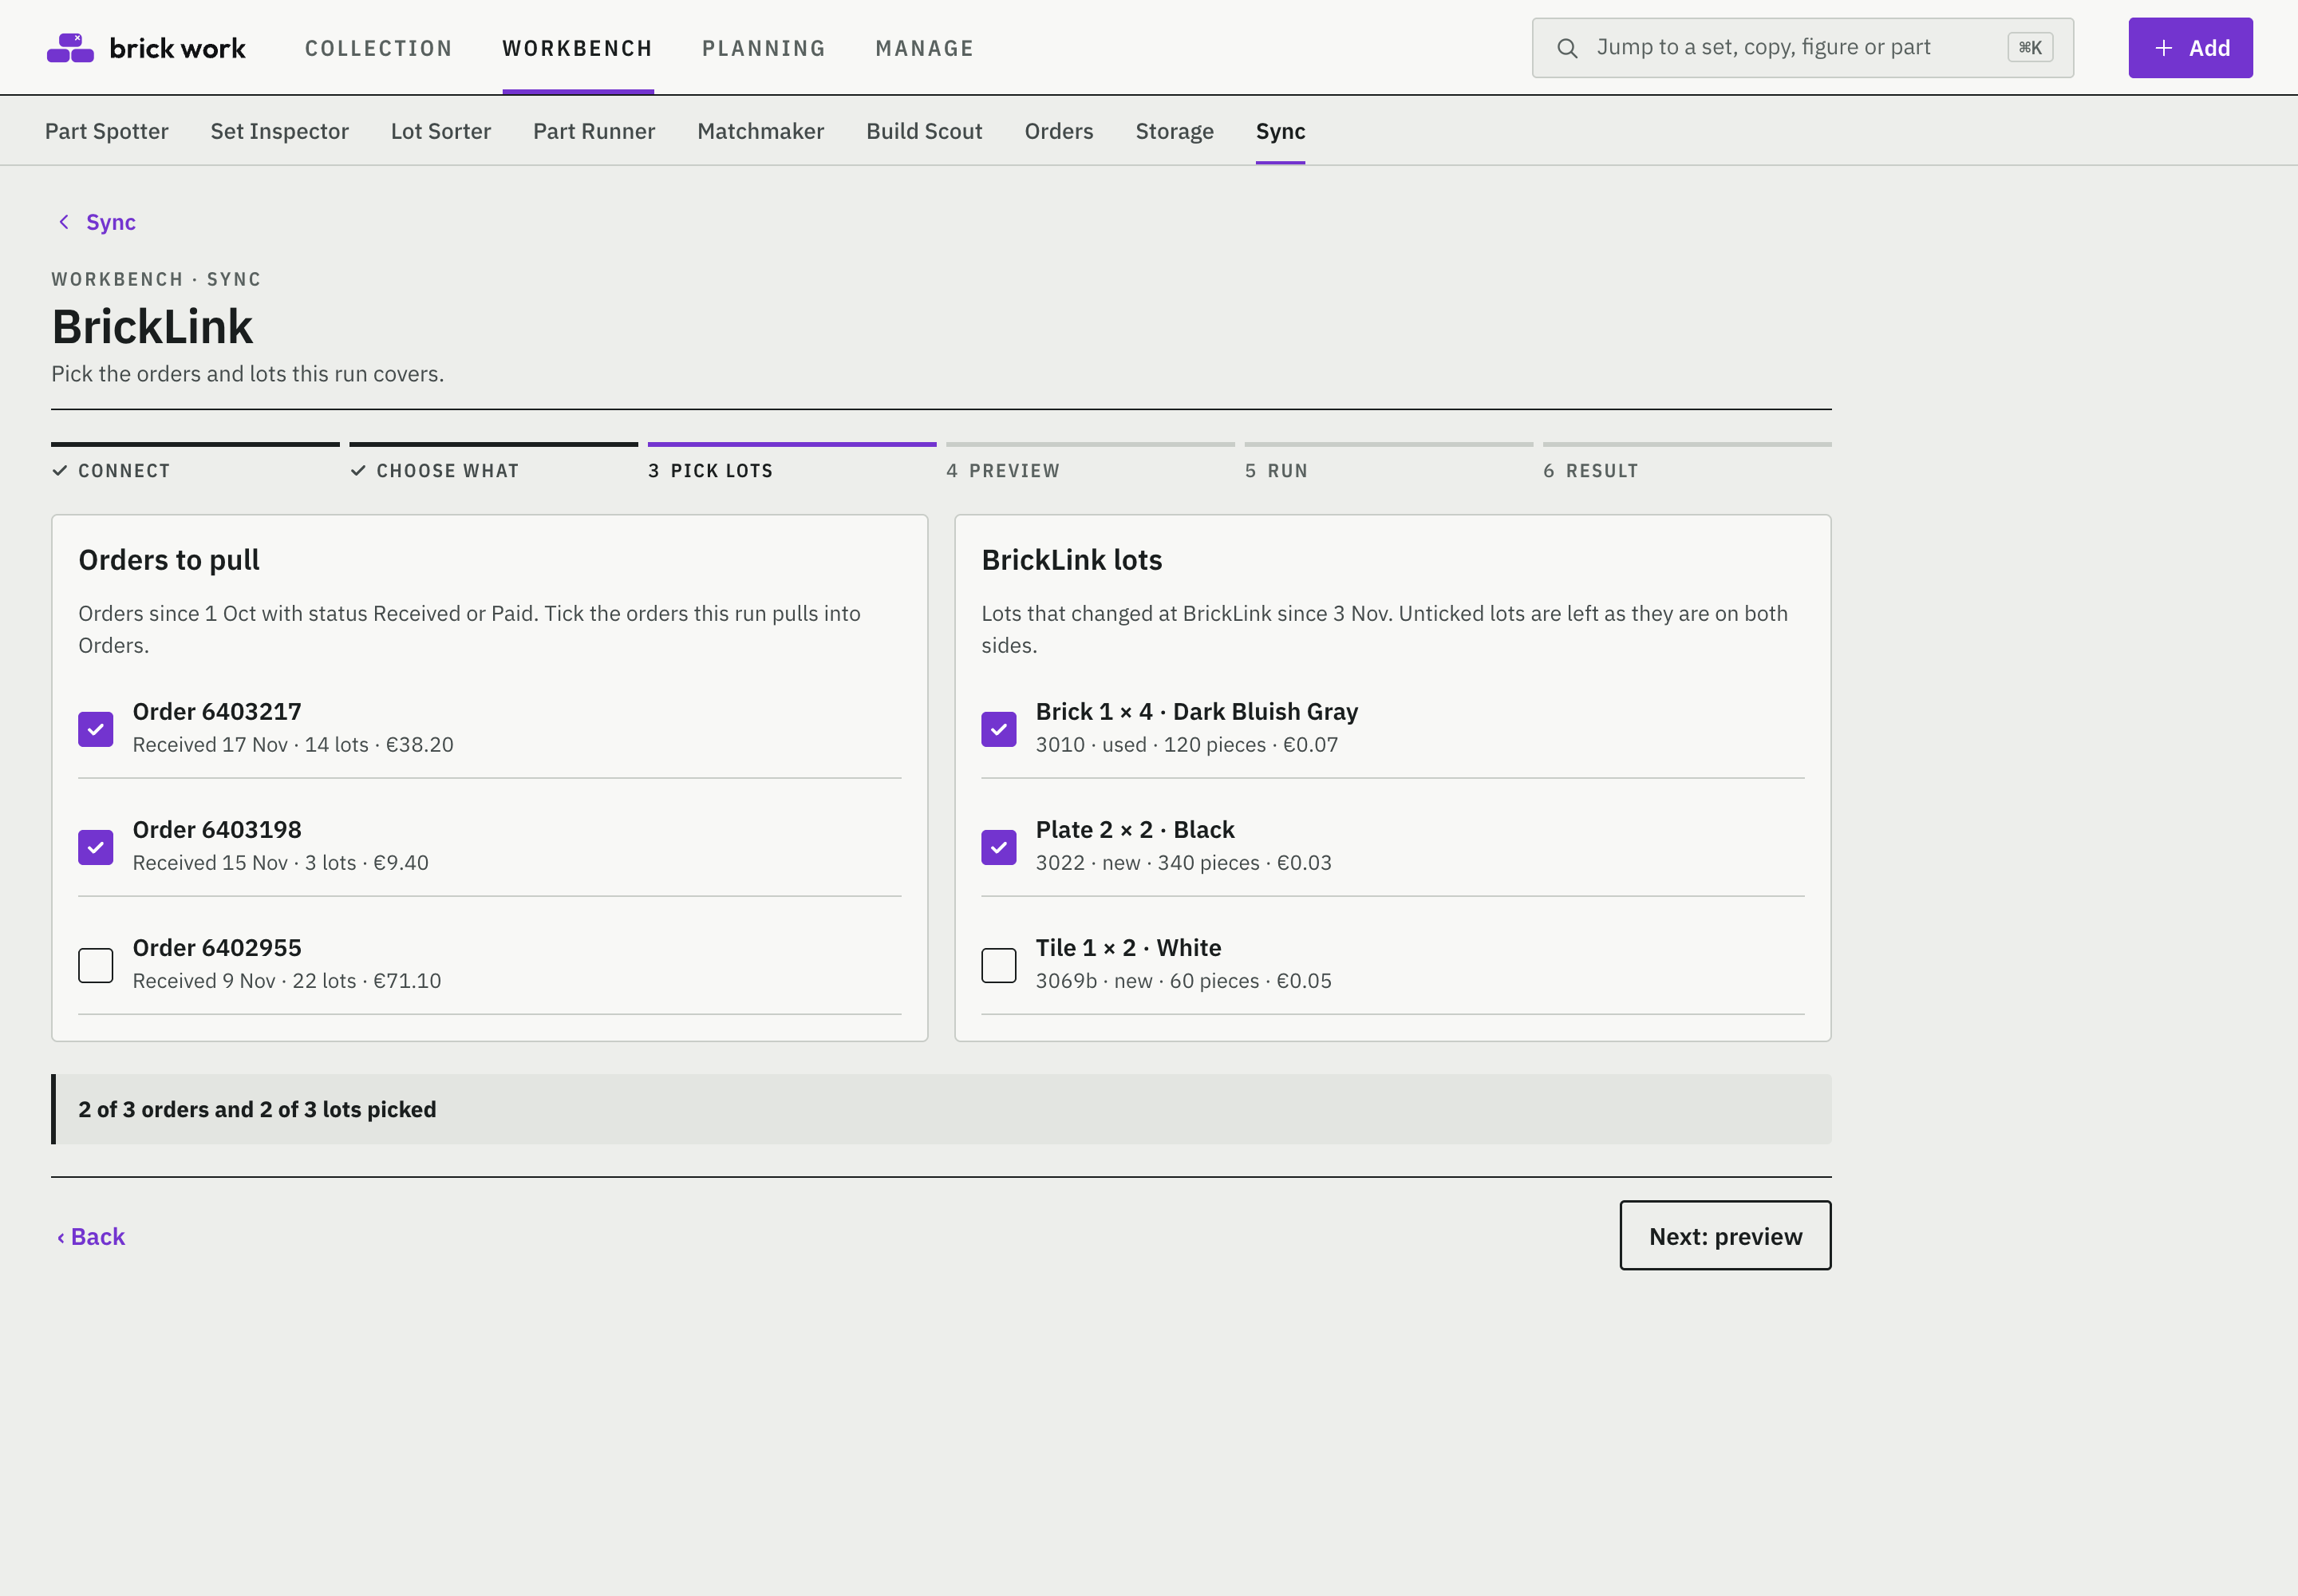 brick work
COLLECTION
WORKBENCH
PLANNING
MANAGE
Jump to a set, copy, figure or part
⌘K
+ Add
Part Spotter
Set Inspector
Lot Sorter
Part Runner
Matchmaker
Build Scout
Orders
Storage
Sync
Sync
WORKBENCH · SYNC
BrickLink
Pick the orders and lots this run covers.
CONNECT
CHOOSE WHAT
3 PICK LOTS
4 PREVIEW
5 RUN
6 RESULT
Orders to pull
Orders since 1 Oct with status Received or Paid. Tick the orders this run pulls into
Orders.
Order 6403217
Received 17 Nov · 14 lots · €38.20
Order 6403198
Received 15 Nov · 3 lots · €9.40
Order 6402955
Received 9 Nov · 22 lots · €71.10
BrickLink lots
Lots that changed at BrickLink since 3 Nov. Unticked lots are left as they are on both
sides.
Brick 1 × 4 · Dark Bluish Gray
3010 · used · 120 pieces · €0.07
Plate 2 × 2 · Black
3022 · new · 340 pieces · €0.03
Tile 1 × 2 · White
3069b · new · 60 pieces · €0.05
2 of 3 orders and 2 of 3 lots picked
‹ Back
Next: preview